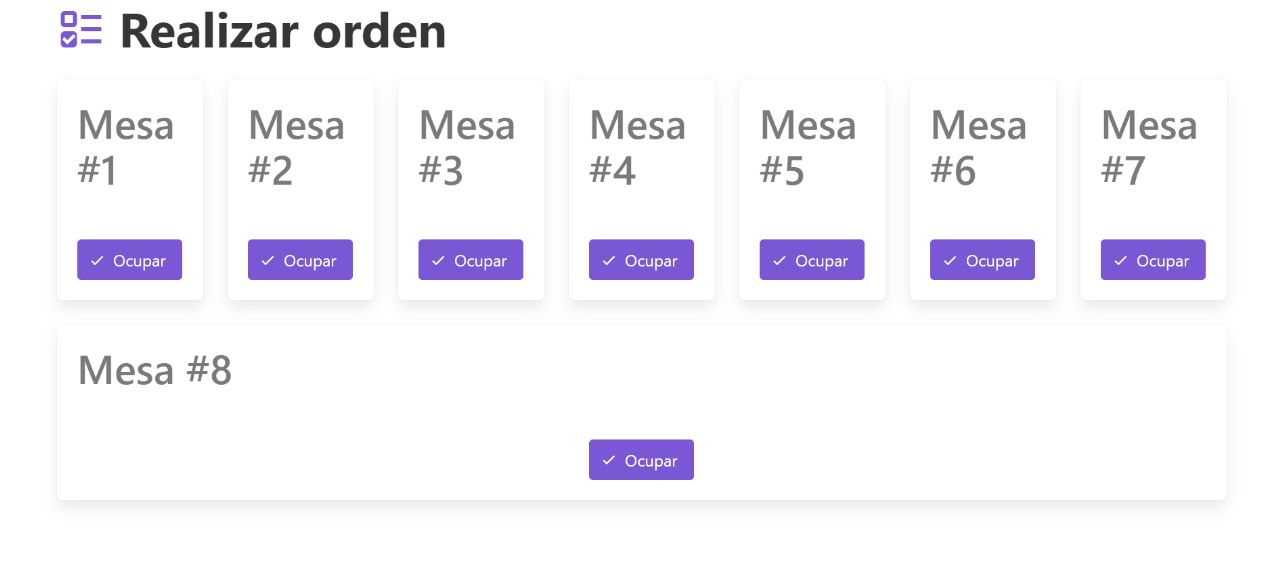 Realizar orden
Mesa
#1
Mesa
#2
Mesa
#3
Mesa
#4
Mesa
#5
Mesa
#6
Mesa
#7
Ocupar
Ocupar
Ocupar
Ocupar
Ocupar
Ocupar
Ocupar
Mesa #8
Ocupar